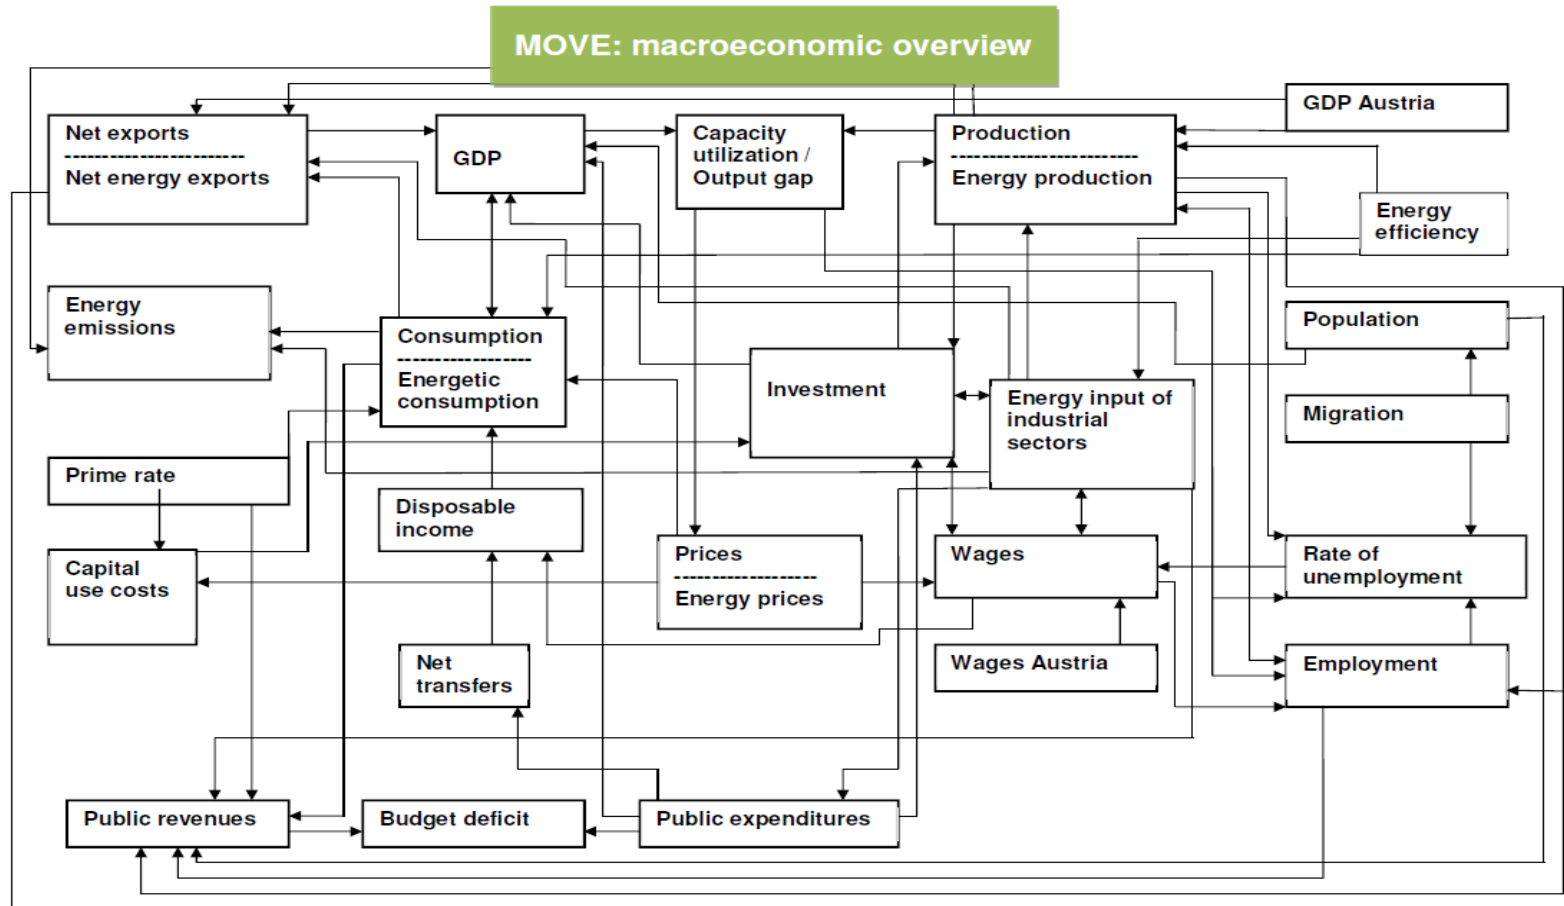 MOVE: macroeconomic overview
GDP Austria
Net exports
------------------------
Net energy exports
GDP
Capacity
utilization /
Output gap
Production
-------------------------
Energy production
Energy
efficiency
Energy
emissions
Population
Consumption
------------------
Energetic
consumption
Investment
Energy input of
industrial
sectors
Migration
Prime rate
Disposable
income
Capital
use costs
Prices
-------------------
Energy prices
Wages
Rate of
unemployment
Net
transfers
Wages Austria
Employment
Public revenues
Budget deficit
Public expenditures